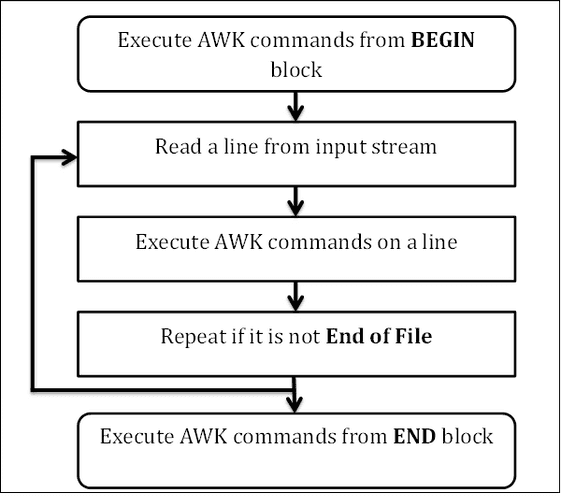 Execute AWK commands from BEGIN
block
Read a line from input stream
Execute AWK commands on a line
Repeat if it is not End of File
Execute AWK commands from END block